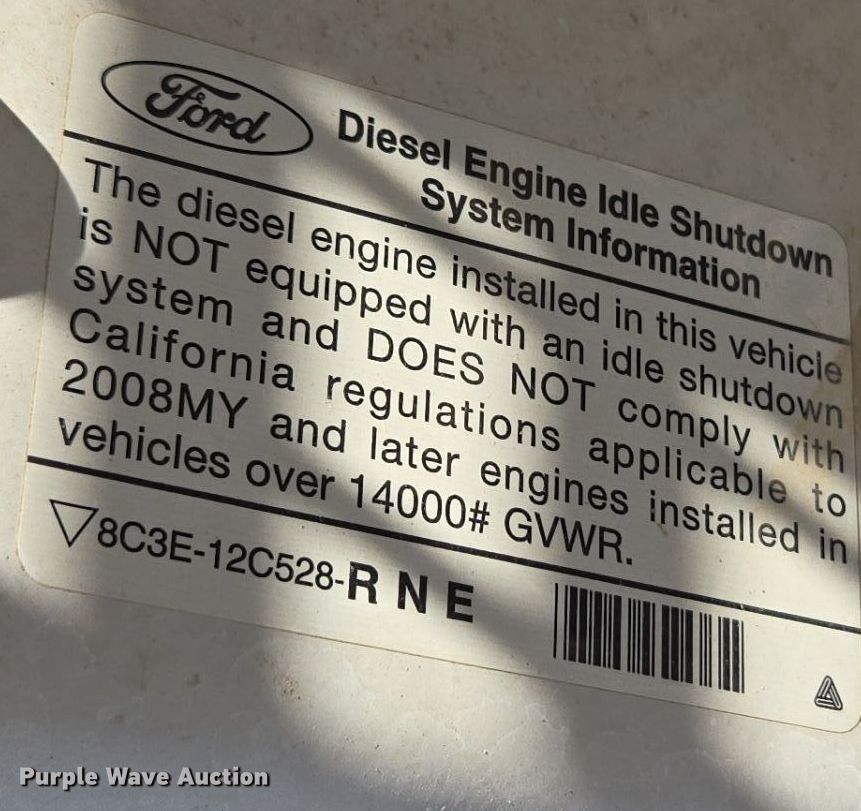 Ford
Diesel Engine Idle Shutdown
System Information
The diesel engine installed in this vehicle
is NOT equipped with an idle shutdown
system and DOES NOT comply with
California regulations applicable to
2008MY and later engines installed in
vehicles over 14000# GVWR.
8C3E-12C528-RNE
Purple Wave Auction